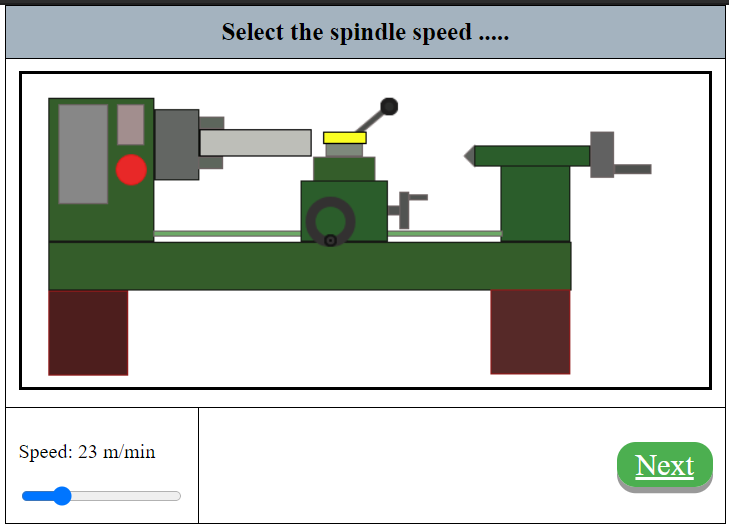 Select the spindle speed .....
Speed: 23 m/min
Next